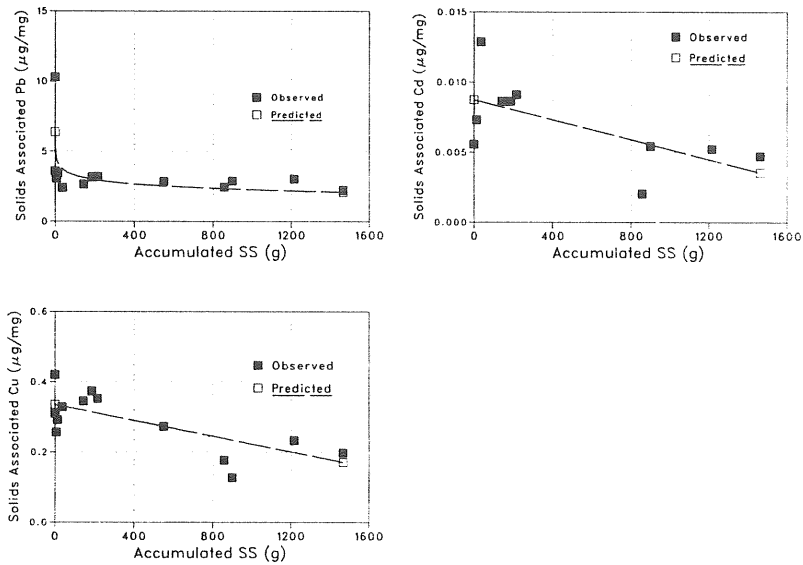 Solids Associated Pb (μg/mg)
15
10
5
0
Observed
Predicted
0 400 800 1200 1600
Accumulated SS (g)
Solids Associated Cd (μg/mg)
0.015
0.010
0.005
0.000
Observed
Predicted
0 400 800 1200 1600
Accumulated SS (g)
Solids Associated Cu (μg/mg)
0.6
0.4
0.2
0.0
Observed
Predicted
0 400 800 1200 1600
Accumulated SS (g)